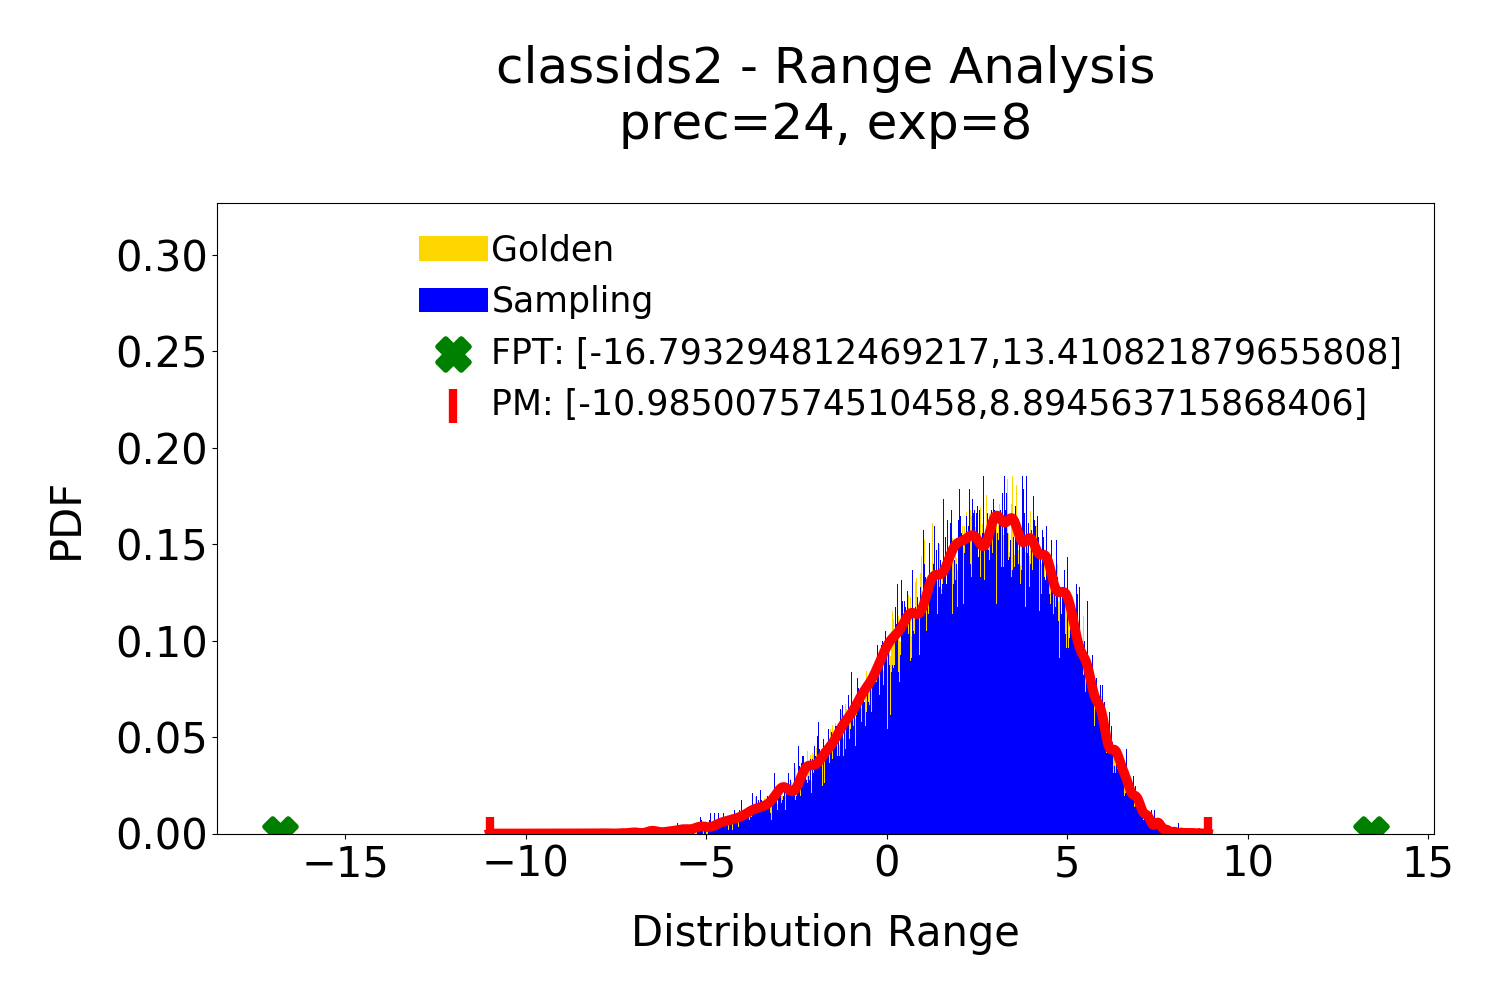 classids2 - Range Analysis
prec=24, exp=8
Golden
Sampling
FPT: [-16.793294812469217,13.410821879655808]
PM: [-10.985007574510458,8.894563715868406]
PDF
0.30
0.25
0.20
0.15
0.10
0.05
0.00
−15
−10
−5
0
5
10
15
Distribution Range